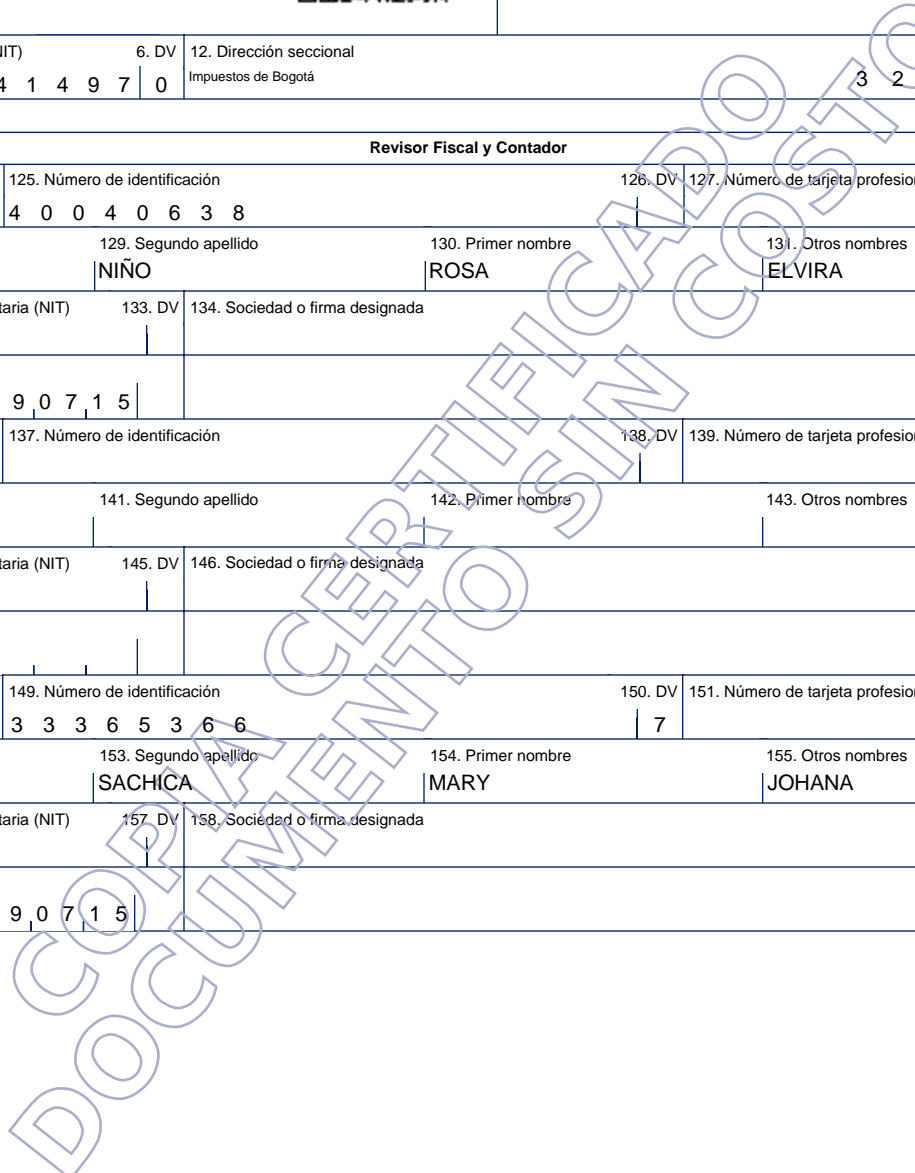 NIT) 6. DV 12. Dirección seccional
4 1 4 9 7 0 Impuestos de Bogotá 3 2
Revisor Fiscal y Contador
125. Número de identificación 126. DV 127. Número de tarjeta profesion
4 0 0 4 0 6 3 8
129. Segundo apellido 130. Primer nombre 131. Otros nombres
NIÑO ROSA ELVIRA
taria (NIT) 133. DV 134. Sociedad o firma designada
9 0 7 1 5
137. Número de identificación 138. DV 139. Número de tarjeta profesion
141. Segundo apellido 142. Primer nombre 143. Otros nombres
taria (NIT) 145. DV 146. Sociedad o firma designada
149. Número de identificación 150. DV 151. Número de tarjeta profesion
3 3 3 6 5 3 6 6 7
153. Segundo apellido 154. Primer nombre 155. Otros nombres
SACHICA MARY JOHANA
taria (NIT) 157. DV 158. Sociedad o firma designada
9 0 7 1 5
COPIA CERTIFICADO
DOCUMENTO SIN COSTO